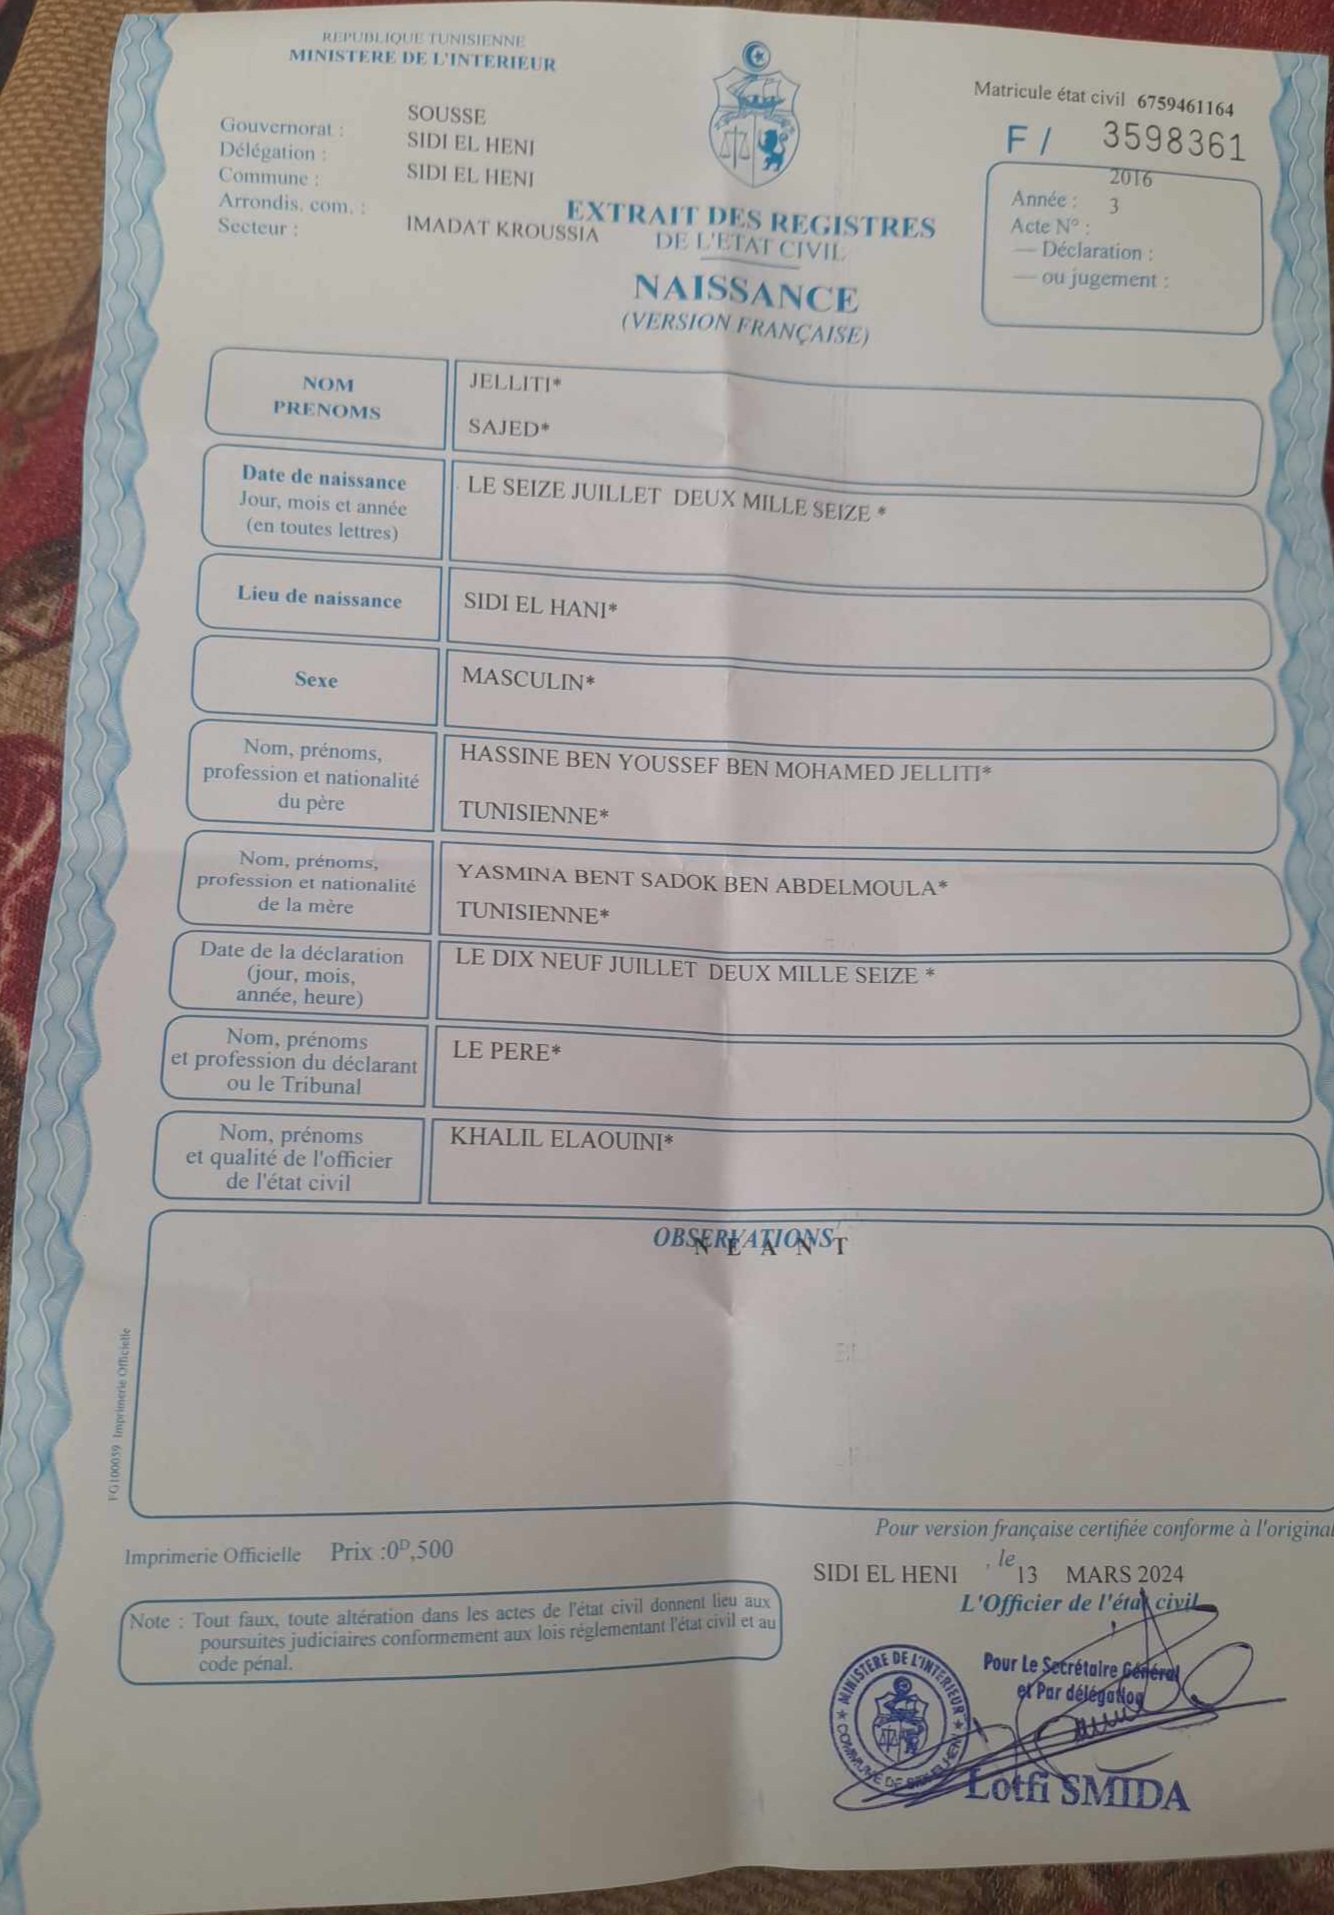 REPUBLIQUE TUNISIENNE
MINISTERE DE L'INTERIEUR
Gouvernorat : SOUSSE
Délégation : SIDI EL HENI
Commune : SIDI EL HENI
Arrondis. com. :
Secteur : IMADAT KROUSSIA
Matricule état civil 6759461164
F / 3598361
2016
Année : 3
Acte N° :
— Déclaration :
— ou jugement :
EXTRAIT DES REGISTRES
DE L'ETAT CIVIL
NAISSANCE
(VERSION FRANÇAISE)
NOM JELLITI*
PRENOMS SAJED*
Date de naissance
Jour, mois et année
(en toutes lettres)
LE SEIZE JUILLET DEUX MILLE SEIZE *
Lieu de naissance SIDI EL HANI*
Sexe MASCULIN*
Nom, prénoms,
profession et nationalité
du père
HASSINE BEN YOUSSEF BEN MOHAMED JELLITI*
TUNISIENNE*
Nom, prénoms,
profession et nationalité
de la mère
YASMINA BENT SADOK BEN ABDELMOULA*
TUNISIENNE*
Date de la déclaration
(jour, mois,
année, heure)
LE DIX NEUF JUILLET DEUX MILLE SEIZE *
Nom, prénoms
et profession du déclarant
ou le Tribunal
LE PERE*
Nom, prénoms
et qualité de l'officier
de l'état civil
KHALIL ELAOUINI*
OBSERVATIONS
N E A N T
FG100059 Imprimerie Officielle
Imprimerie Officielle Prix :0ᴰ,500
Note : Tout faux, toute altération dans les actes de l'état civil donnent lieu aux
poursuites judiciaires conformement aux lois réglementant l'état civil et au
code pénal.
Pour version française certifiée conforme à l'original
SIDI EL HENI , le 13 MARS 2024
L'Officier de l'état civil
MINISTERE DE L'INTERIEUR
COMMUNE DE SIDI EL HENI
Pour Le Secrétaire Général
et Par délégation
Lotfi SMIDA